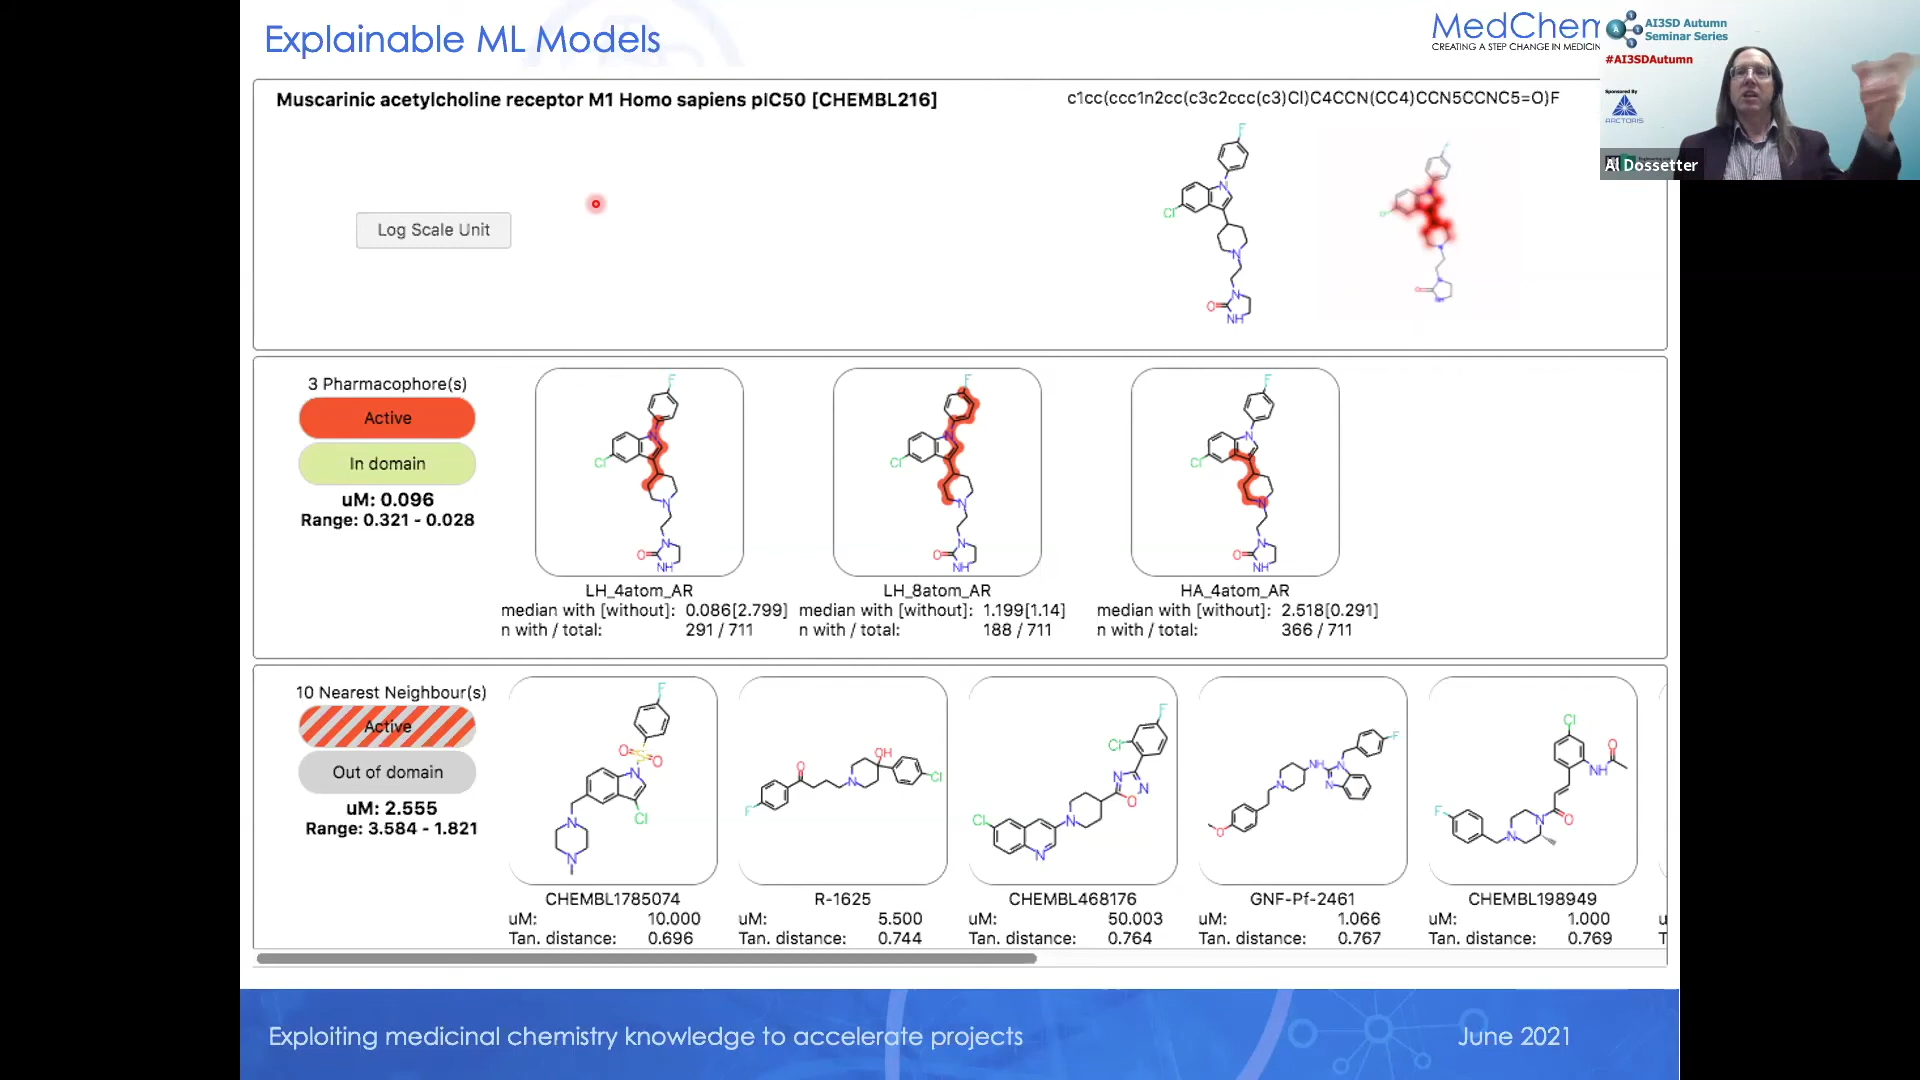 Explainable ML Models
MedChem
CREATING A STEP CHANGE IN MEDICIN
AI3SD Autumn
Seminar Series
#AI3SDAutumn
Sponsored By
ARCTORIS
Al Dossetter
Muscarinic acetylcholine receptor M1 Homo sapiens pIC50 [CHEMBL216]
c1cc(ccc1n2cc(c3c2ccc(c3)Cl)C4CCN(CC4)CCN5CCNC5=O)F
Log Scale Unit
3 Pharmacophore(s)
Active
In domain
uM: 0.096
Range: 0.321 - 0.028
LH_4atom_AR
median with [without]: 0.086[2.799]
n with / total: 291 / 711
LH_8atom_AR
median with [without]: 1.199[1.14]
n with / total: 188 / 711
HA_4atom_AR
median with [without]: 2.518[0.291]
n with / total: 366 / 711
10 Nearest Neighbour(s)
Active
Out of domain
uM: 2.555
Range: 3.584 - 1.821
CHEMBL1785074
uM: 10.000
Tan. distance: 0.696
R-1625
uM: 5.500
Tan. distance: 0.744
CHEMBL468176
uM: 50.003
Tan. distance: 0.764
GNF-Pf-2461
uM: 1.066
Tan. distance: 0.767
CHEMBL198949
uM: 1.000
Tan. distance: 0.769
Exploiting medicinal chemistry knowledge to accelerate projects
June 2021